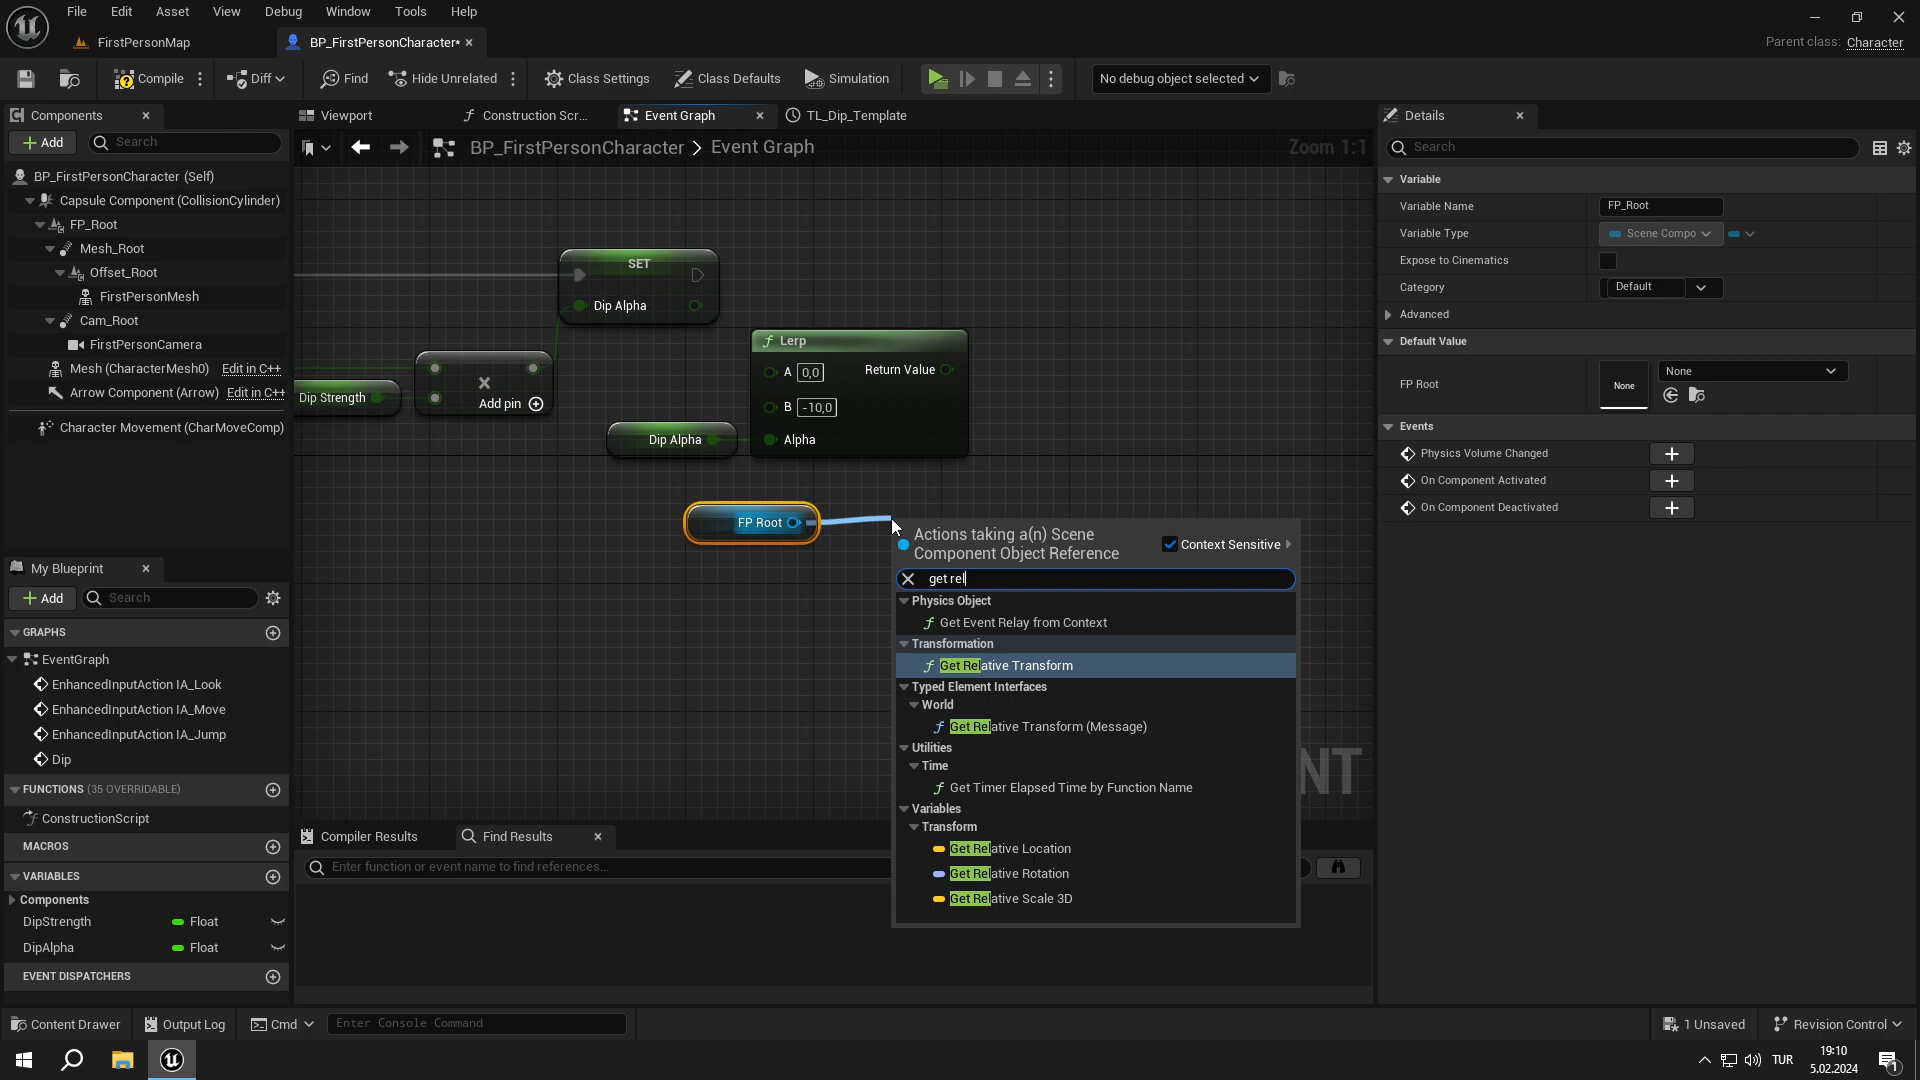 File Edit Asset View Debug Window Tools Help
FirstPersonMap
BP_FirstPersonCharacter*
Parent class: Character
Compile
Diff
Find
Hide Unrelated
Class Settings
Class Defaults
Simulation
No debug object selected
Components
Add
Search
BP_FirstPersonCharacter (Self)
Capsule Component (CollisionCylinder)
FP_Root
Mesh_Root
Offset_Root
FirstPersonMesh
Cam_Root
FirstPersonCamera
Mesh (CharacterMesh0) Edit in C++
Arrow Component (Arrow) Edit in C++
Character Movement (CharMoveComp)
My Blueprint
Add
Search
GRAPHS
EventGraph
EnhancedInputAction IA_Look
EnhancedInputAction IA_Move
EnhancedInputAction IA_Jump
Dip
FUNCTIONS (35 OVERRIDABLE)
ConstructionScript
MACROS
VARIABLES
Components
DipStrength Float
DipAlpha Float
EVENT DISPATCHERS
Viewport
Construction Scr...
Event Graph
TL_Dip_Template
BP_FirstPersonCharacter > Event Graph
Zoom 1:1
SET
Dip Alpha
Dip Strength
Add pin
Lerp
A 0,0
Return Value
B -10,0
Alpha
Dip Alpha
FP Root
Actions taking a(n) Scene
Component Object Reference
Context Sensitive
get rel
Physics Object
Get Event Relay from Context
Transformation
Get Relative Transform
Typed Element Interfaces
World
Get Relative Transform (Message)
Utilities
Time
Get Timer Elapsed Time by Function Name
Variables
Transform
Get Relative Location
Get Relative Rotation
Get Relative Scale 3D
Compiler Results
Find Results
Enter function or event name to find references...
Details
Search
Variable
Variable Name FP_Root
Variable Type Scene Compo
Expose to Cinematics
Category Default
Advanced
Default Value
FP Root None None
Events
Physics Volume Changed
On Component Activated
On Component Deactivated
Content Drawer
Output Log
Cmd
Enter Console Command
1 Unsaved
Revision Control
TUR
19:10
5.02.2024
1